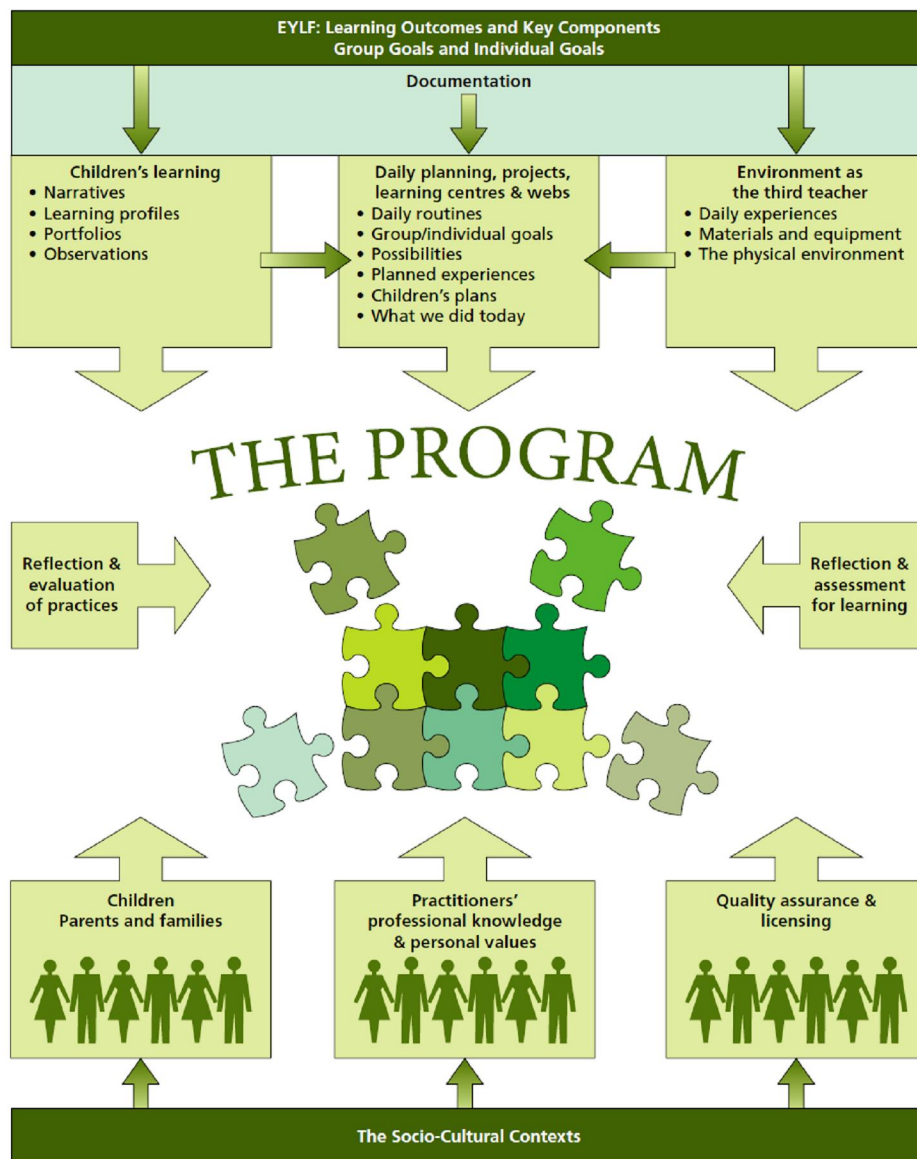 EYLF: Learning Outcomes and Key Components
Group Goals and Individual Goals
Documentation
Children’s learning
• Narratives
• Learning profiles
• Portfolios
• Observations
Daily planning, projects,
learning centres & webs
• Daily routines
• Group/individual goals
• Possibilities
• Planned experiences
• Children’s plans
• What we did today
Environment as
the third teacher
• Daily experiences
• Materials and equipment
• The physical environment
THE PROGRAM
Reflection &
evaluation
of practices
Reflection &
assessment
for learning
Children
Parents and families
Practitioners’
professional knowledge
& personal values
Quality assurance &
licensing
The Socio-Cultural Contexts